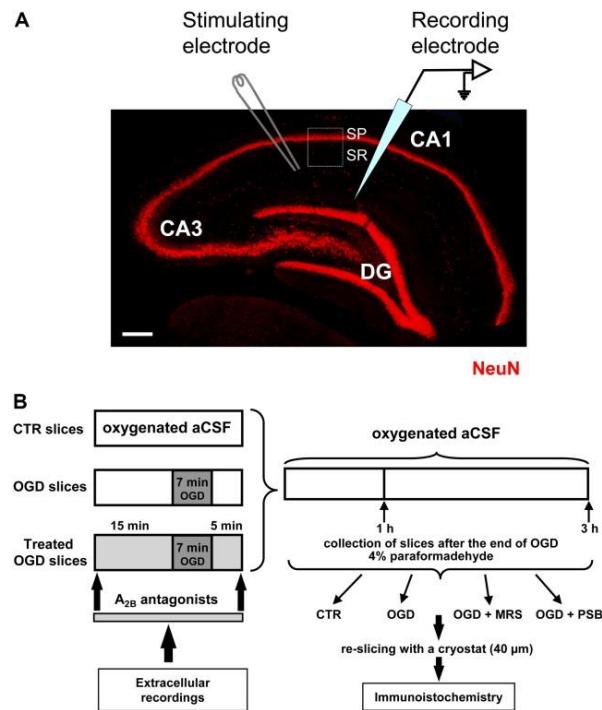 A
Stimulating
electrode
Recording
electrode
SP
SR
CA1
CA3
DG
NeuN
B
CTR slices
oxygenated aCSF
OGD slices
7 min
OGD
15 min
5 min
Treated
OGD slices
7 min
OGD
A2B antagonists
Extracellular
recordings
oxygenated aCSF
1 h
3 h
collection of slices after the end of OGD
4% paraformadehyde
CTR
OGD
OGD + MRS
OGD + PSB
re-slicing with a cryostat (40 µm)
Immunoistochemistry